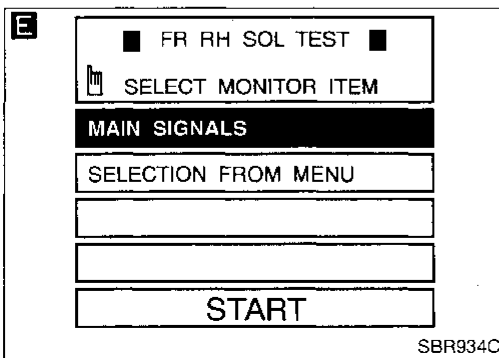 E
FR RH SOL TEST
SELECT MONITOR ITEM
MAIN SIGNALS
SELECTION FROM MENU
START
SBR934C